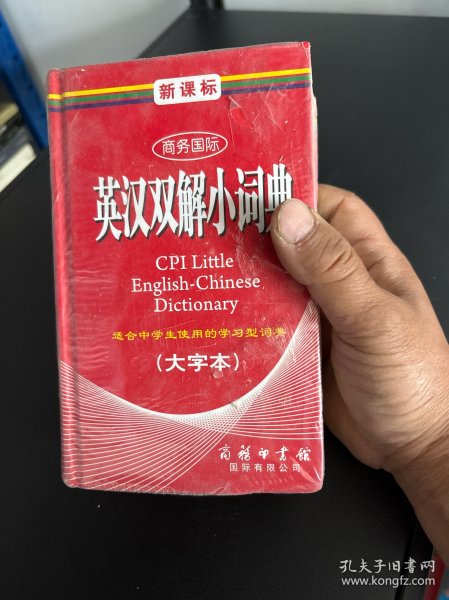 新课标
商务国际
英汉双解小词典
CPI Little
English-Chinese
Dictionary
适合中学生使用的学习型词典
(大字本)
商务印书馆
国际有限公司
孔夫子旧书网
www.kongfz.com